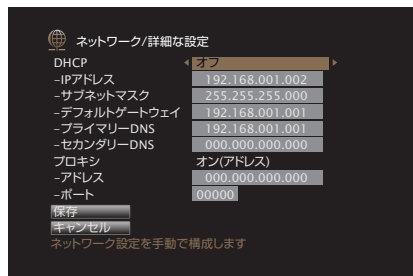 ネットワーク/詳細な設定
DHCP オフ
-IPアドレス 192.168.001.002
-サブネットマスク 255.255.255.000
-デフォルトゲートウェイ 192.168.001.001
-プライマリーDNS 192.168.001.001
-セカンダリーDNS 000.000.000.000
プロキシ オン(アドレス)
-アドレス 000.000.000.000
-ポート 00000
保存
キャンセル
ネットワーク設定を手動で構成します